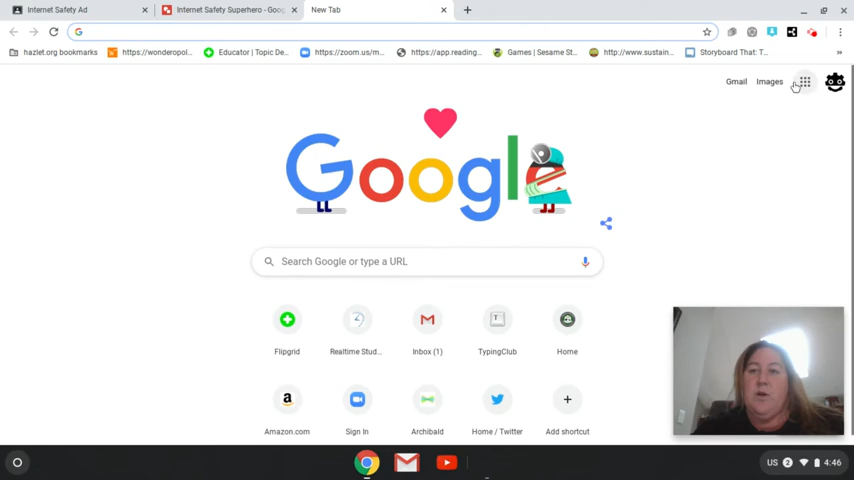 Internet Safety Ad
Internet Safety Superhero - Goo
New Tab
G
hazlet.org bookmarks
https://wonderopol...
Educator | Topic De...
https://zoom.us/m...
https://app.reading...
Games | Sesame St...
http://www.sustain...
Storyboard That: T...
»
Gmail Images
Google
Search Google or type a URL
Flipgrid
Realtime Stud...
Inbox (1)
TypingClub
Home
Amazon.com
Sign In
Archibald
Home / Twitter
Add shortcut
US 2 4:46